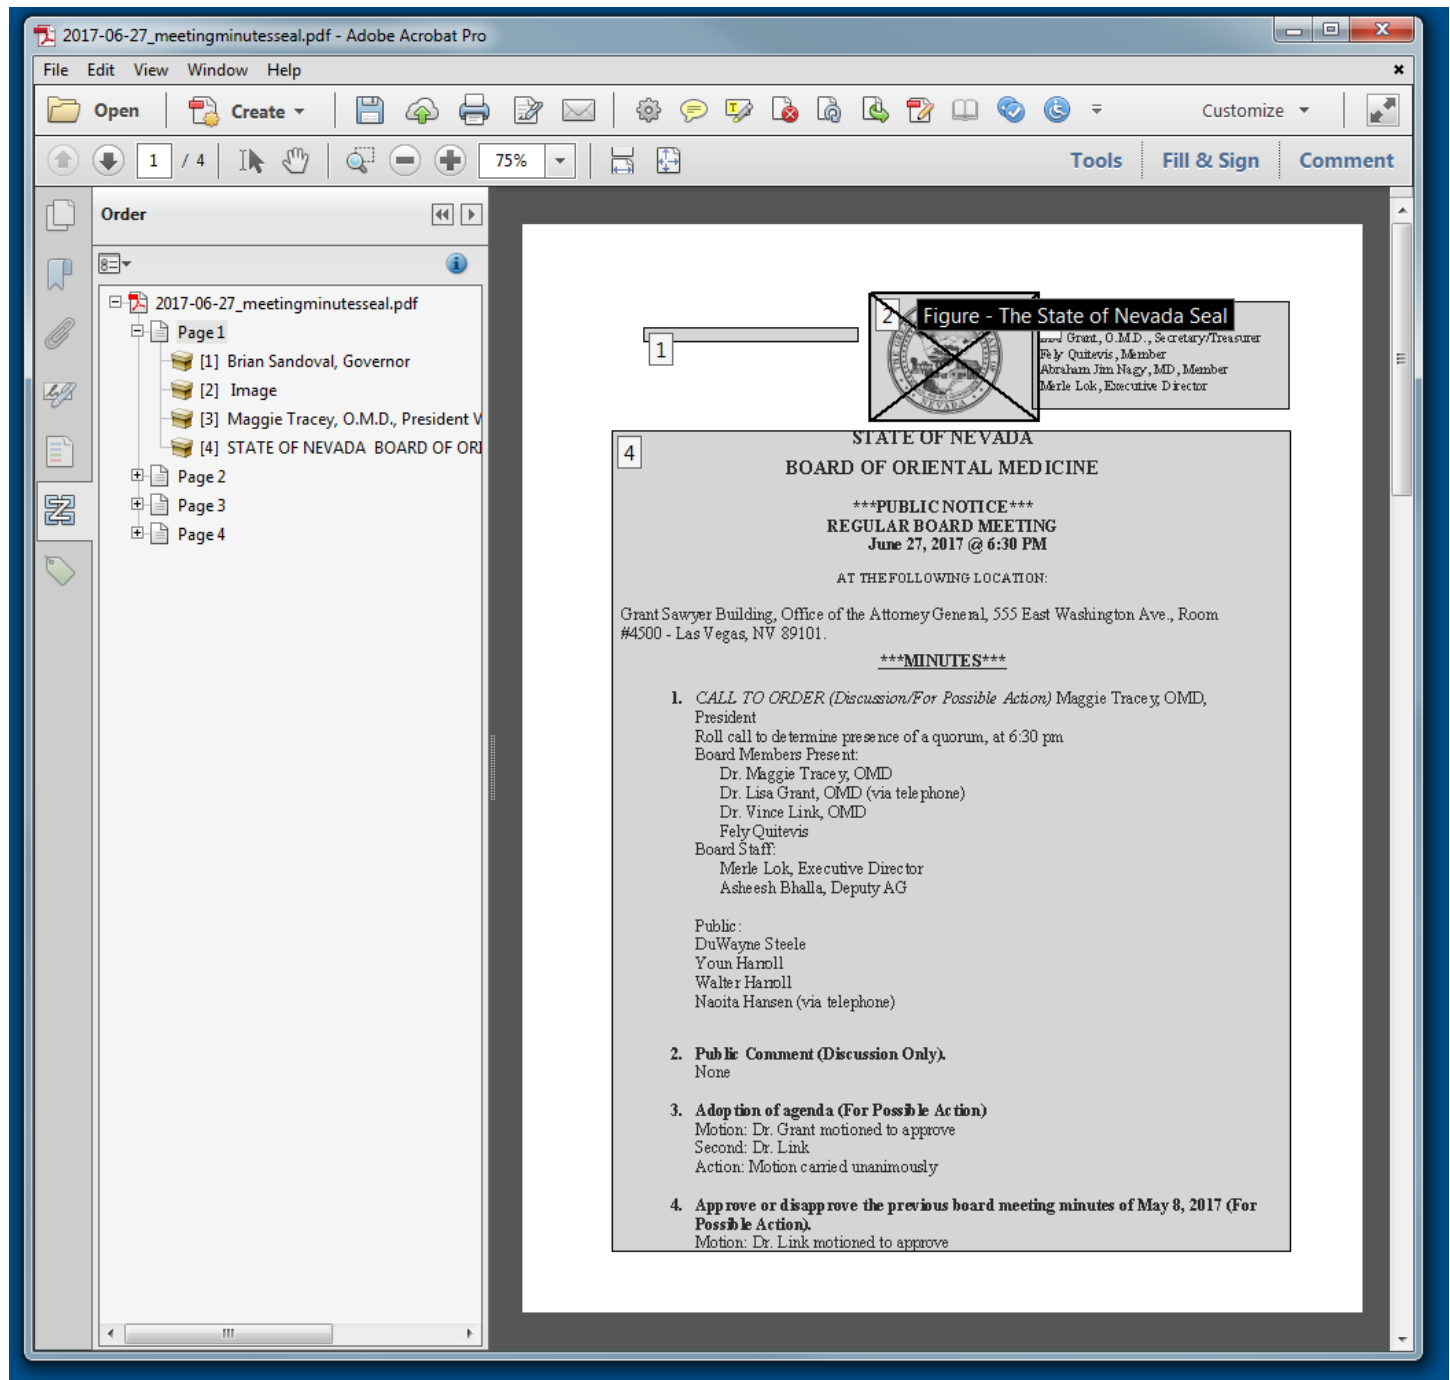 2017-06-27_meetingminutesseal.pdf - Adobe Acrobat Pro
File Edit View Window Help
Open Create Customize
1 / 4 75% Tools Fill & Sign Comment
Order
2017-06-27_meetingminutesseal.pdf
Page 1
[1] Brian Sandoval, Governor
[2] Image
[3] Maggie Tracey, O.M.D., President V
[4] STATE OF NEVADA BOARD OF ORI
Page 2
Page 3
Page 4
1
2
Figure - The State of Nevada Seal
Grant, O.M.D., Secretary/Treasurer
Fely Quitevis, Member
Abraham Jim Nagy, MD, Member
Merle Lok, Executive Director
NEVADA
4
STATE OF NEVADA
BOARD OF ORIENTAL MEDICINE
***PUBLIC NOTICE***
REGULAR BOARD MEETING
June 27, 2017 @ 6:30 PM
AT THE FOLLOWING LOCATION:
Grant Sawyer Building, Office of the Attorney General, 555 East Washington Ave., Room
#4500 - Las Vegas, NV 89101.
***MINUTES***
1. CALL TO ORDER (Discussion/For Possible Action) Maggie Tracey, OMD,
President
Roll call to determine presence of a quorum, at 6:30 pm
Board Members Present:
Dr. Maggie Tracey, OMD
Dr. Lisa Grant, OMD (via telephone)
Dr. Vince Link, OMD
Fely Quitevis
Board Staff:
Merle Lok, Executive Director
Asheesh Bhalla, Deputy AG
Public:
DuWayne Steele
Youn Harroll
Walter Harroll
Naoita Hansen (via telephone)
2. Public Comment (Discussion Only).
None
3. Adoption of agenda (For Possible Action)
Motion: Dr. Grant motioned to approve
Second: Dr. Link
Action: Motion carried unanimously
4. Approve or disapprove the previous board meeting minutes of May 8, 2017 (For
Possible Action).
Motion: Dr. Link motioned to approve